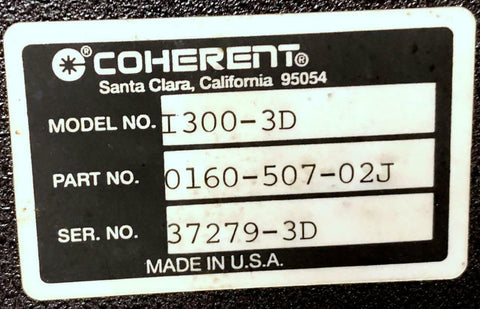 ® COHERENT®
Santa Clara, California 95054
MODEL NO. I300-3D
PART NO. 0160-507-02J
SER. NO. 37279-3D
MADE IN U.S.A.